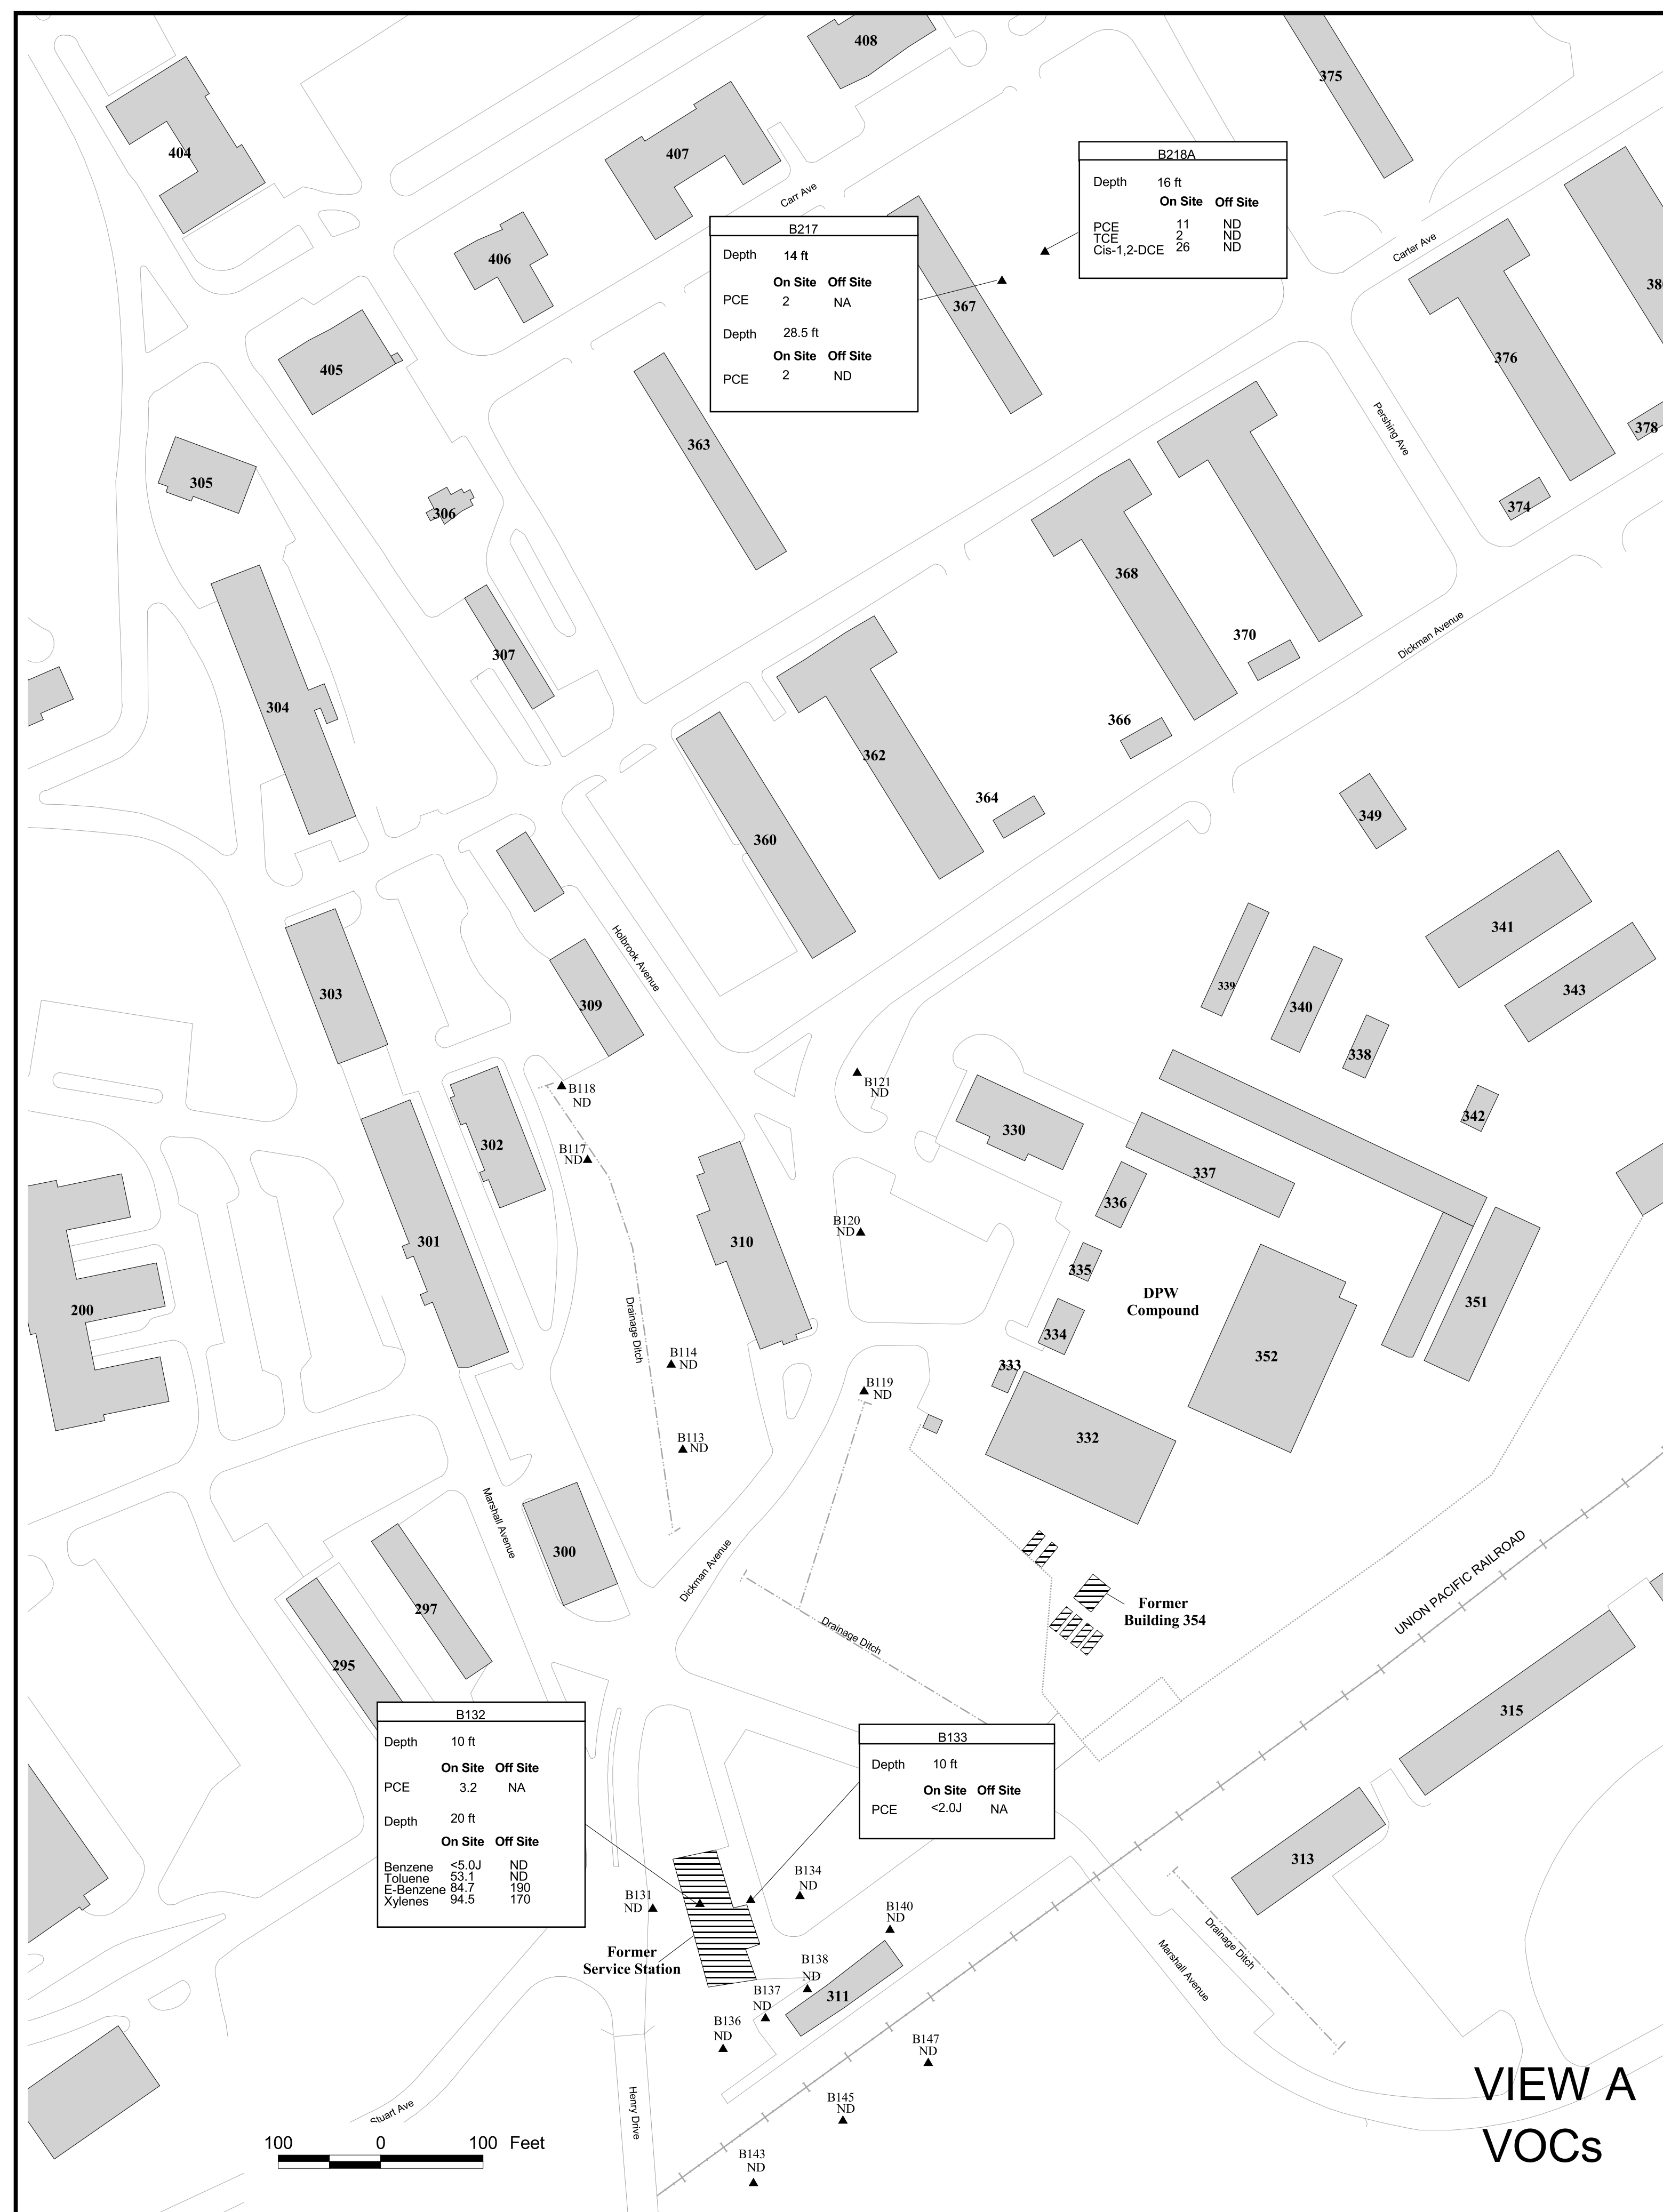 408
375
404
407
B218A
Depth 16 ft
On Site Off Site
PCE 11 ND
TCE 2 ND
Cis-1,2-DCE 26 ND
Carr Ave
B217
Depth 14 ft
On Site Off Site
PCE 2 NA
Depth 28.5 ft
On Site Off Site
PCE 2 ND
406
Carter Ave
367
405
376
Pershing Ave
378
363
305
374
306
368
370
Dickman Avenue
307
304
366
362
364
349
360
341
Holbrook Avenue
303
309
339
340
343
338
B121
ND
B118
ND
342
330
302
B117
ND
337
336
B120
ND
301
310
335
DPW
Compound
351
200
334
Drainage Ditch
352
B114
ND
333
B119
ND
332
B113
ND
Marshall Avenue
300
Dickman Avenue
UNION PACIFIC RAILROAD
Former
Building 354
297
Drainage Ditch
295
315
B132
Depth 10 ft
On Site Off Site
PCE 3.2 NA
Depth 20 ft
On Site Off Site
Benzene <5.0J ND
Toluene 53.1 ND
E-Benzene 84.7 190
Xylenes 94.5 170
B133
Depth 10 ft
On Site Off Site
PCE <2.0J NA
313
B134
ND
B131
ND
B140
ND
Former
Service Station
Drainage Ditch
Marshall Avenue
B138
ND
B137
ND
311
B136
ND
B147
ND
B145
ND
Henry Drive
Stuart Ave
B143
ND
100 0 100 Feet
VIEW A
VOCs